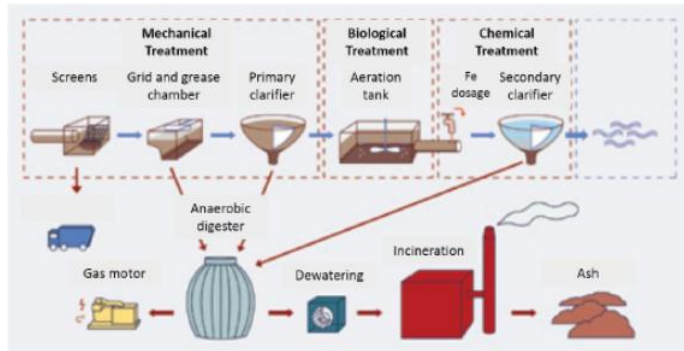 Mechanical
Treatment
Biological
Treatment
Chemical
Treatment
Screens
Grid and grease
chamber
Primary
clarifier
Aeration
tank
Fe
dosage
Secondary
clarifier
Anaerobic
digester
Gas motor
Dewatering
Incineration
Ash